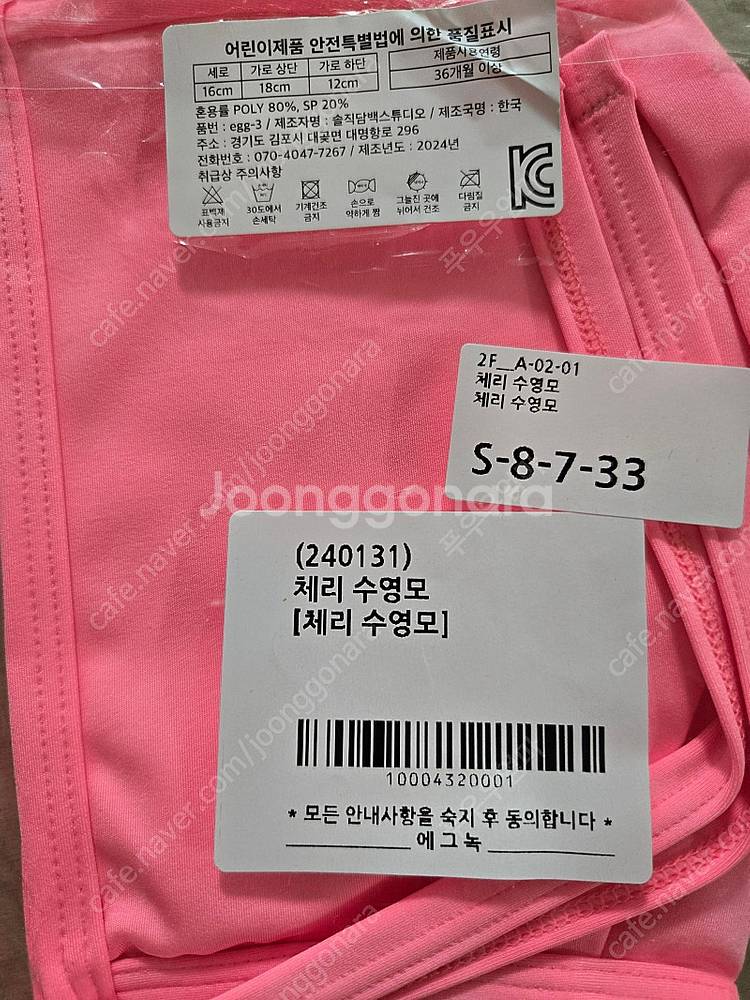 어린이제품 안전특별법에 의한 품질표시
세로 가로 상단 가로 하단 제품사용연령
16cm 18cm 12cm 36개월 이상
혼용률 POLY 80%, SP 20%
품번 : egg-3 / 제조자명 : 솔직담백스튜디오 / 제조국명 : 한국
주소 : 경기도 김포시 대곶면 대명항로 296
전화번호 : 070-4047-7267 / 제조년도 : 2024년
취급상 주의사항
표백제 30도에서 기계건조 손으로 그늘진 곳에 다림질
사용금지 손세탁 금지 약하게 짬 뉘어서 건조 금지
2F__A-02-01
체리 수영모
체리 수영모
S-8-7-33
Joonggonara
(240131)
체리 수영모
[체리 수영모]
10004320001
* 모든 안내사항을 숙지 후 동의합니다 *
에그녹
cafe.naver.com/joonggonara